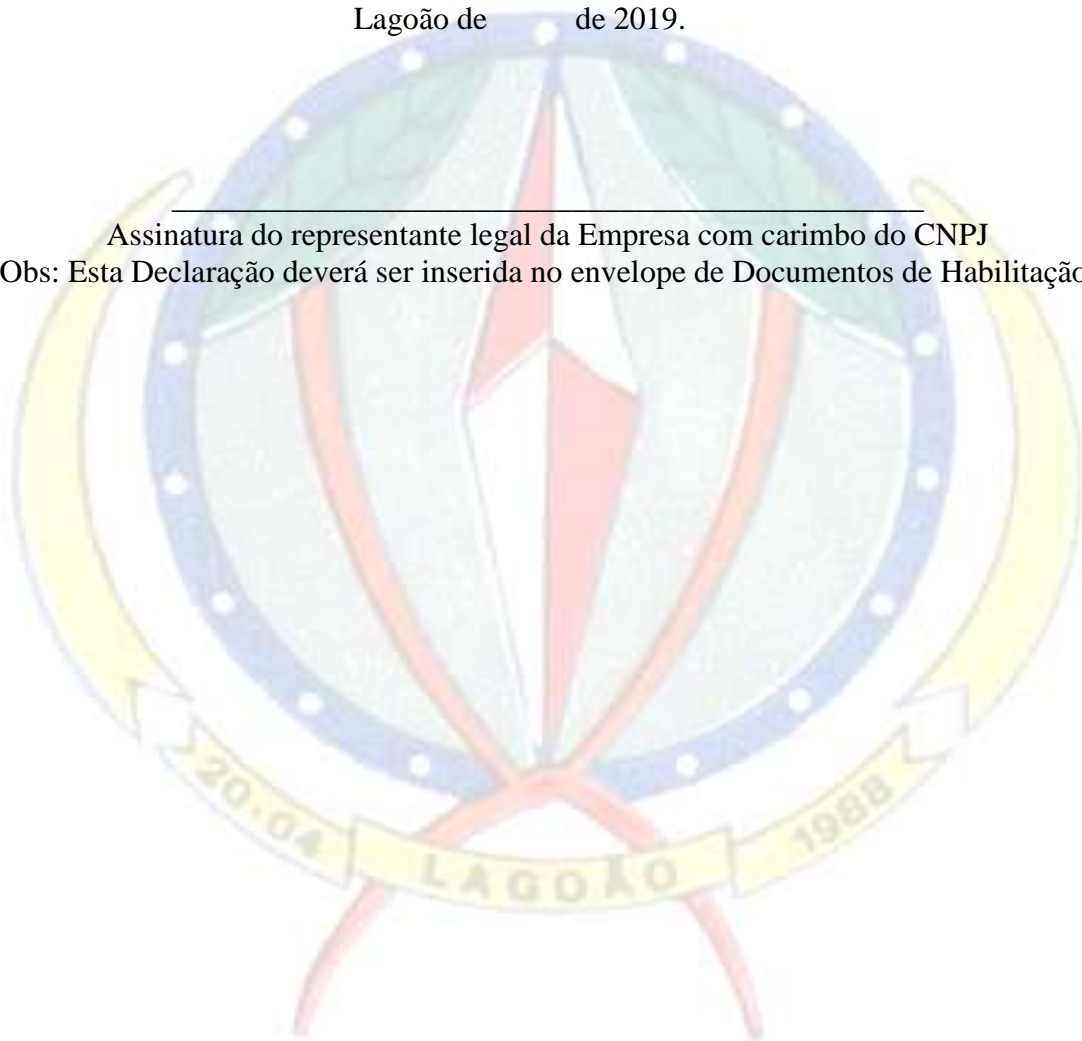 Lagoão de de 2019.
Assinatura do representante legal da Empresa com carimbo do CNPJ
Obs: Esta Declaração deverá ser inserida no envelope de Documentos de Habilitação
20.04
LAGOÃO
1988